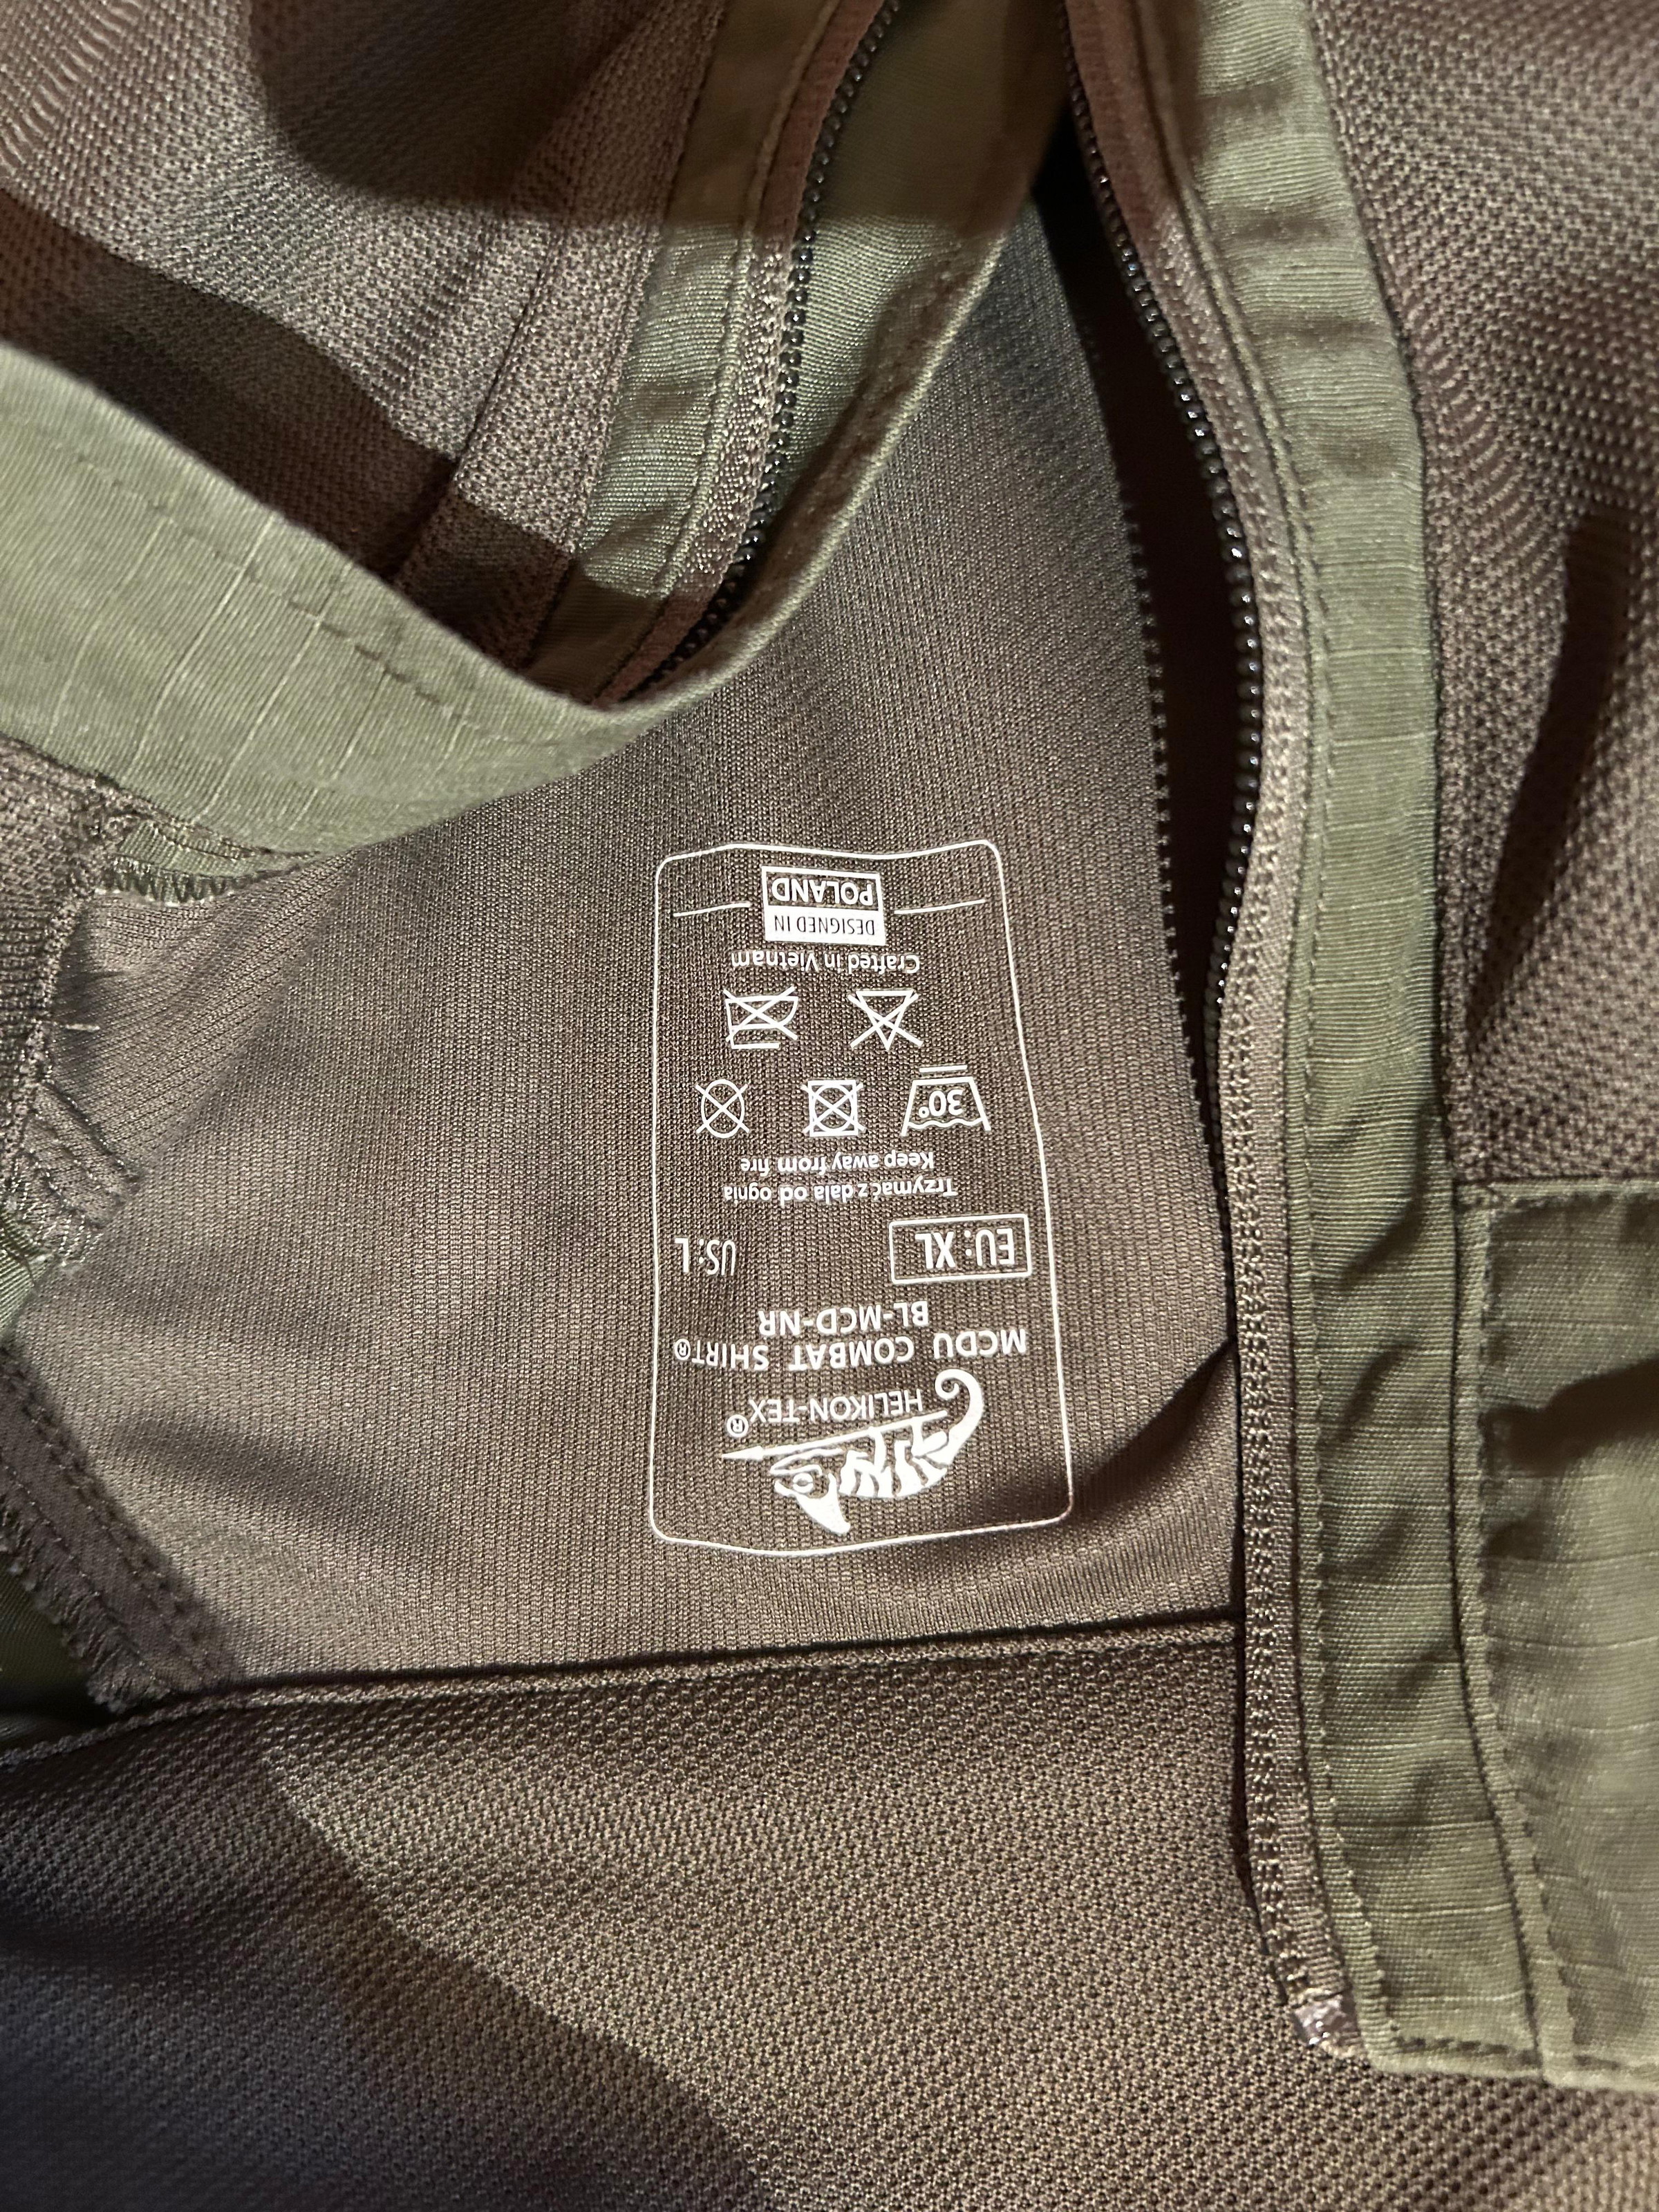 HELIKON-TEX®
MCDU COMBAT SHIRT®
BL-MCD-NR
EU: XL US: L
Trzymać z dala od ognia
Keep away from fire
30°
Crafted in Vietnam
DESIGNED IN
POLAND